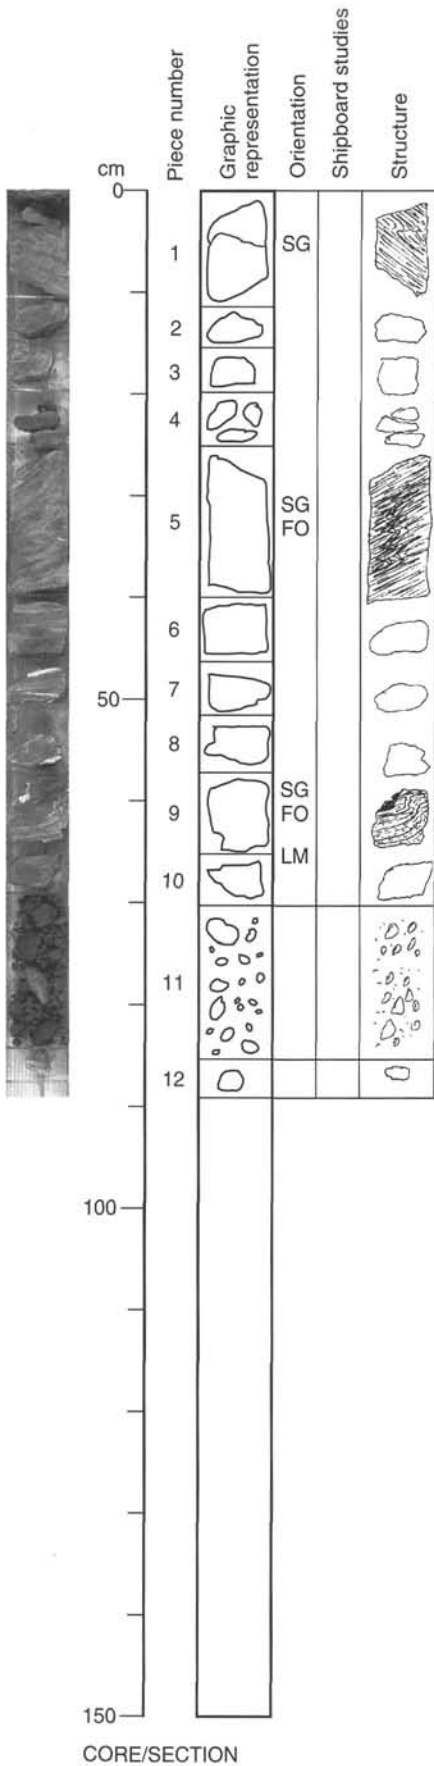 cm
Piece number
Graphic representation
Orientation
Shipboard studies
Structure
0
1
SG
2
3
4
5
SG
FO
6
50
7
8
9
SG
FO
LM
10
11
12
100
150
CORE/SECTION